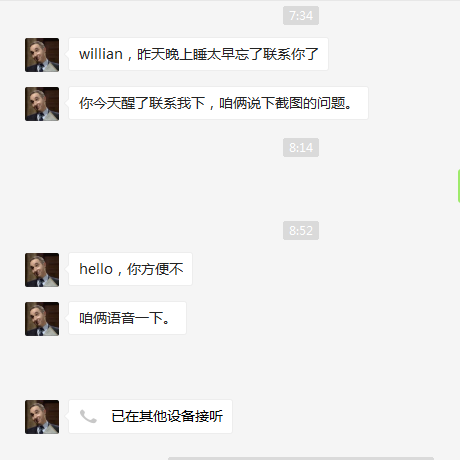 7:34
willian，昨天晚上睡太早忘了联系你了
你今天醒了联系我下，咱俩说下截图的问题。
8:14
8:52
hello，你方便不
咱俩语音一下。
已在其他设备接听